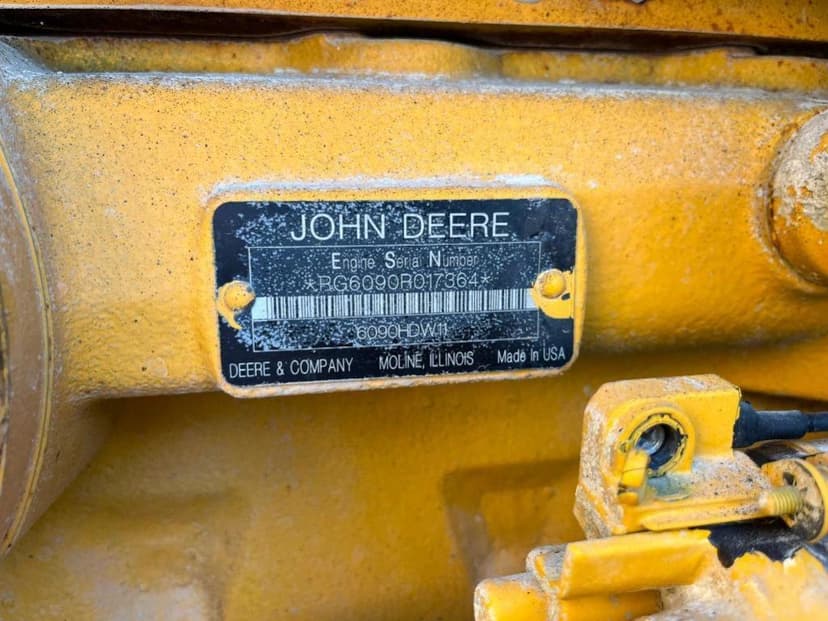 JOHN DEERE
Engine Serial Number
*RG6090R017364*
6090HDW11
DEERE & COMPANY MOLINE, ILLINOIS Made in USA